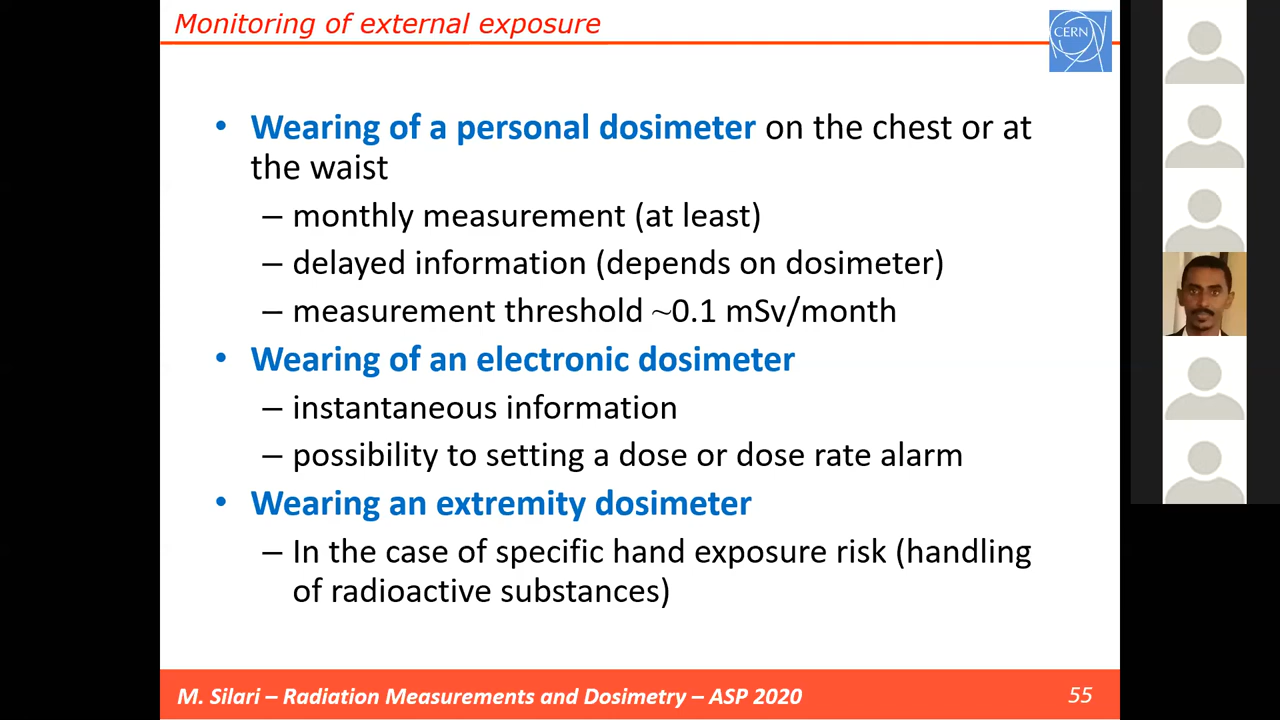 Monitoring of external exposure
CERN
• Wearing of a personal dosimeter on the chest or at
the waist
– monthly measurement (at least)
– delayed information (depends on dosimeter)
– measurement threshold ~0.1 mSv/month
• Wearing of an electronic dosimeter
– instantaneous information
– possibility to setting a dose or dose rate alarm
• Wearing an extremity dosimeter
– In the case of specific hand exposure risk (handling
of radioactive substances)
M. Silari – Radiation Measurements and Dosimetry – ASP 2020
55